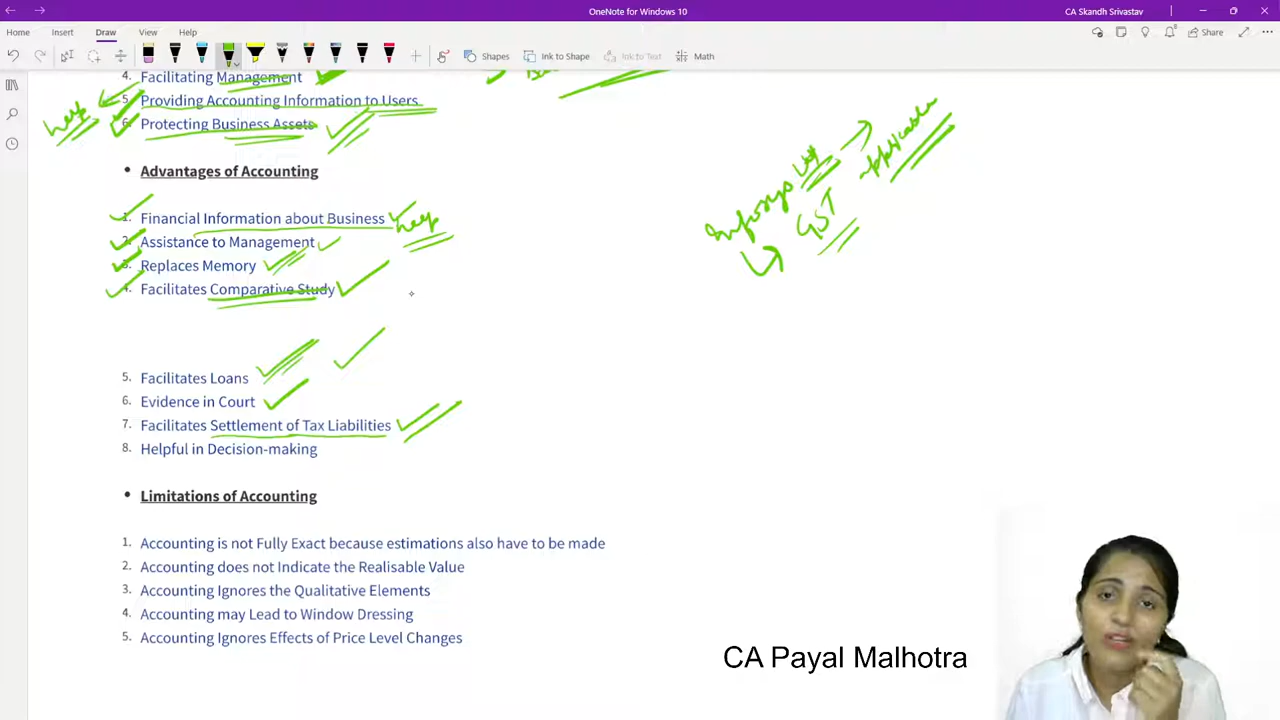 OneNote for Windows 10
CA Skandh Srivastav
Home
Insert
Draw
View
Help
Shapes
Ink to Shape
Ink to Text
Math
Share
4. Facilitating Management
5. Providing Accounting Information to Users
help
6. Protecting Business Assets
• Advantages of Accounting
1. Financial Information about Business
help
2. Assistance to Management
3. Replaces Memory
4. Facilitates Comparative Study
Infosys
GST
applicable
5. Facilitates Loans
6. Evidence in Court
7. Facilitates Settlement of Tax Liabilities
8. Helpful in Decision-making
• Limitations of Accounting
1. Accounting is not Fully Exact because estimations also have to be made
2. Accounting does not Indicate the Realisable Value
3. Accounting Ignores the Qualitative Elements
4. Accounting may Lead to Window Dressing
5. Accounting Ignores Effects of Price Level Changes
CA Payal Malhotra